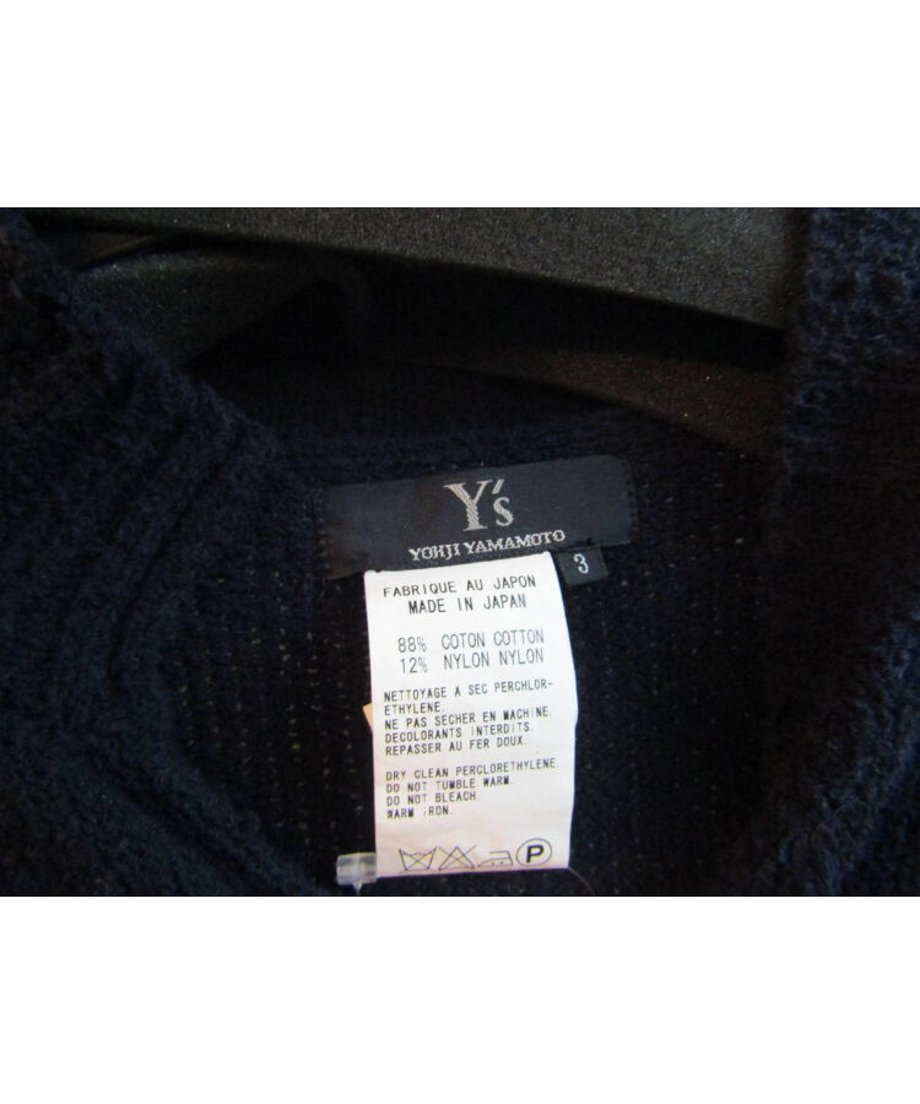 Y's
YOHJI YAMAMOTO
3
FABRIQUE AU JAPON
MADE IN JAPAN
88% COTON COTTON
12% NYLON NYLON
NETTOYAGE A SEC PERCHLOR-
ETHYLENE.
NE PAS SECHER EN MACHINE.
DECOLORANTS INTERDITS.
REPASSER AU FER DOUX.
DRY CLEAN PERCLORETHYLENE.
DO NOT TUMBLE WARM.
DO NOT BLEACH.
WARM IRON.
P